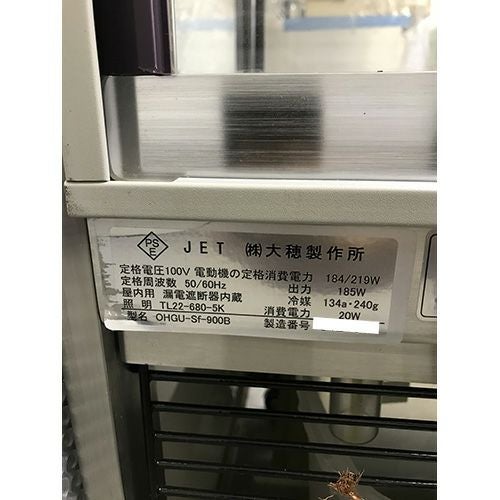 PS E JET ㈱大穂製作所
定格電圧100V 電動機の定格消費電力 184/219W
定格周波数 50/60Hz 出力 185W
屋内用 漏電遮断器内蔵 冷媒 134a・240g
照明 TL22-680-5K 消費電力 20W
型名 OHGU-Sf-900B 製造番号